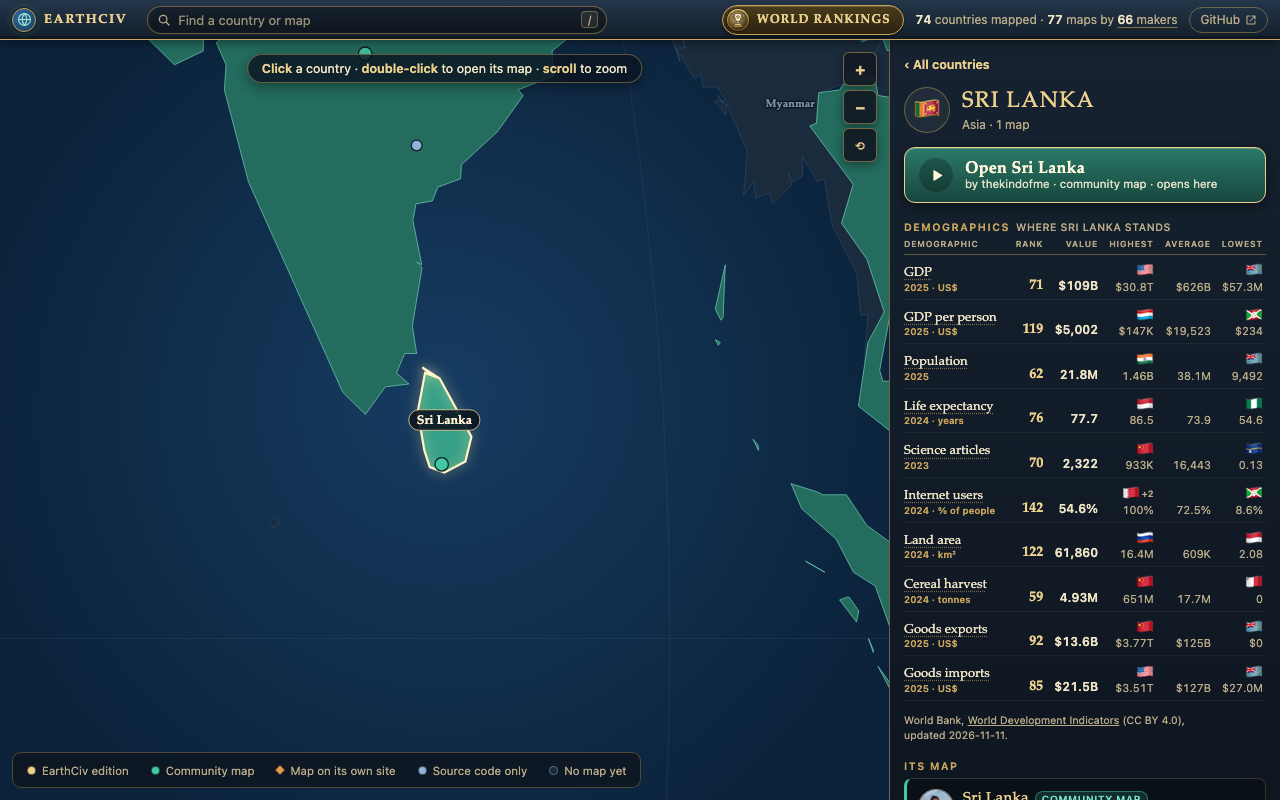 EARTHCIV
Find a country or map
/
WORLD RANKINGS
74 countries mapped · 77 maps by 66 makers
GitHub
Click a country · double-click to open its map · scroll to zoom
+
−
⟲
Myanmar
Sri Lanka
EarthCiv edition
Community map
Map on its own site
Source code only
No map yet
‹ All countries
SRI LANKA
Asia · 1 map
Open Sri Lanka
by thekindofme · community map · opens here
DEMOGRAPHICS WHERE SRI LANKA STANDS
DEMOGRAPHIC RANK VALUE HIGHEST AVERAGE LOWEST
GDP
2025 · US$ 71 $109B $30.8T $626B $57.3M
GDP per person
2025 · US$ 119 $5,002 $147K $19,523 $234
Population
2025 62 21.8M 1.46B 38.1M 9,492
Life expectancy
2024 · years 76 77.7 86.5 73.9 54.6
Science articles
2023 70 2,322 933K 16,443 0.13
Internet users +2
2024 · % of people 142 54.6% 100% 72.5% 8.6%
Land area
2024 · km² 122 61,860 16.4M 609K 2.08
Cereal harvest
2024 · tonnes 59 4.93M 651M 17.7M 0
Goods exports
2025 · US$ 92 $13.6B $3.77T $125B $0
Goods imports
2025 · US$ 85 $21.5B $3.51T $127B $27.0M
World Bank, World Development Indicators (CC BY 4.0),
updated 2026-11-11.
ITS MAP
Sri Lanka COMMUNITY MAP